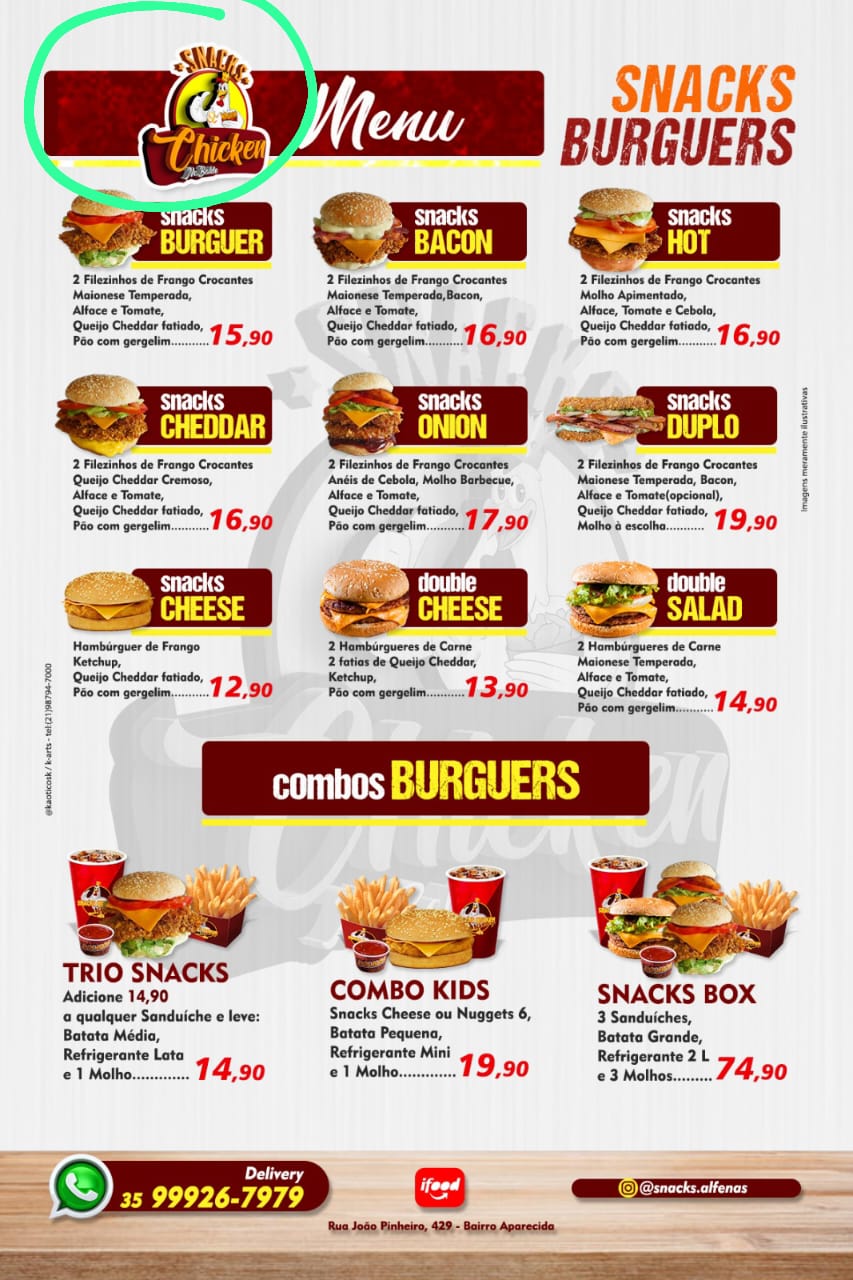 SNACKS
Chicken
No Balde
Menu
SNACKS
BURGUERS
snacks
BURGUER
2 Filezinhos de Frango Crocantes
Maionese Temperada,
Alface e Tomate,
Queijo Cheddar fatiado,
Pão com gergelim...........15,90
snacks
BACON
2 Filezinhos de Frango Crocantes
Maionese Temperada,Bacon,
Alface e Tomate,
Queijo Cheddar fatiado,
Pão com gergelim...........16,90
snacks
HOT
2 Filezinhos de Frango Crocantes
Molho Apimentado,
Alface, Tomate e Cebola,
Queijo Cheddar fatiado,
Pão com gergelim...........16,90
snacks
CHEDDAR
2 Filezinhos de Frango Crocantes
Queijo Cheddar Cremoso,
Alface e Tomate,
Queijo Cheddar fatiado,
Pão com gergelim...........16,90
snacks
ONION
2 Filezinhos de Frango Crocantes
Anéis de Cebola, Molho Barbecue,
Alface e Tomate,
Queijo Cheddar fatiado,
Pão com gergelim...........17,90
snacks
DUPLO
2 Filezinhos de Frango Crocantes
Maionese Temperada, Bacon,
Alface e Tomate(opcional),
Queijo Cheddar fatiado,
Molho à escolha........... 19,90
Imagens meramente ilustrativas
snacks
CHEESE
Hambúrguer de Frango
Ketchup,
Queijo Cheddar fatiado,
Pão com gergelim...........12,90
double
CHEESE
2 Hambúrgueres de Carne
2 fatias de Queijo Cheddar,
Ketchup,
Pão com gergelim...........13,90
double
SALAD
2 Hambúrgueres de Carne
Maionese Temperada,
Alface e Tomate,
Queijo Cheddar fatiado,
Pão com gergelim...........14,90
@kaoticosk / k-arts - tel:(21)98794-7000
SNACKS
Chicken
combos BURGUERS
TRIO SNACKS
Adicione 14,90
a qualquer Sanduíche e leve:
Batata Média,
Refrigerante Lata
e 1 Molho.............14,90
COMBO KIDS
Snacks Cheese ou Nuggets 6,
Batata Pequena,
Refrigerante Mini
e 1 Molho.............19,90
SNACKS BOX
3 Sanduíches,
Batata Grande,
Refrigerante 2 L
e 3 Molhos.........74,90
Delivery
35 99926-7979
ifood
Rua João Pinheiro, 429 - Bairro Aparecida
@snacks.alfenas